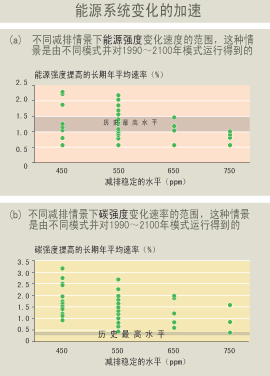 能源系统变化的加速
(a) 不同减排情景下能源强度变化速度的范围，这种情
景是由不同模式并对1990～2100年模式运行得到的
能源强度提高的长期年平均速率（%）
2.5
2.0
1.5
历史最高水平
1.0
0.5
0
450 550 650 750
减排稳定的水平（ppm）
(b) 不同减排情景下碳强度变化速率的范围，这种情景
是由不同模式并对1990～2100年模式运行得到的
碳强度提高的长期年平均速率（%）
3.5
3.0
2.5
2.0
1.5
1.0
0.5
历史最高水平
0
450 550 650 750
减排稳定的水平（ppm）